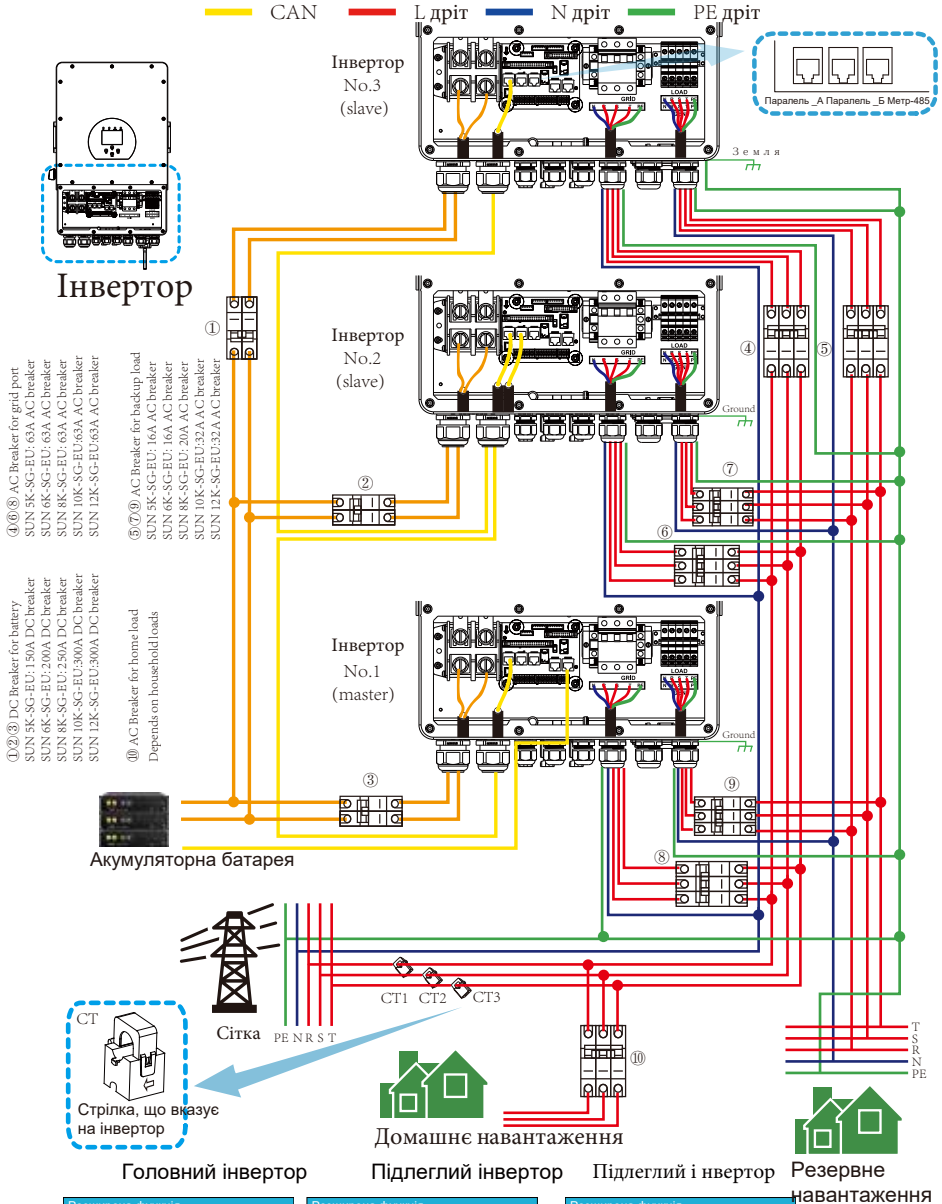 CAN L дріт N дріт PE дріт
Інвертор
No.3
(slave)
GRID
LOAD
Паралель _А Паралель _Б Метр-485
Земля
Інвертор
①
Інвертор
No.2
(slave)
GRID
LOAD
Ground
④
⑤
②
⑦
⑥
④⑥⑧ AC Breaker for grid port
SUN 5K-SG-EU: 63A AC breaker
SUN 6K-SG-EU: 63A AC breaker
SUN 8K-SG-EU: 63A AC breaker
SUN 10K-SG-EU:63A AC breaker
SUN 12K-SG-EU:63A AC breaker
⑤⑦⑨ AC Breaker for backup load
SUN 5K-SG-EU: 16A AC breaker
SUN 6K-SG-EU: 16A AC breaker
SUN 8K-SG-EU: 20A AC breaker
SUN 10K-SG-EU:32A AC breaker
SUN 12K-SG-EU:32A AC breaker
①②③ DC Breaker for battery
SUN 5K-SG-EU:150A DC breaker
SUN 6K-SG-EU: 200A DC breaker
SUN 8K-SG-EU: 250A DC breaker
SUN 10K-SG-EU:300A DC breaker
SUN 12K-SG-EU:300A DC breaker
⑩ AC Breaker for home load
Depends on household loads
Інвертор
No.1
(master)
GRID
LOAD
Ground
③
⑨
⑧
Акумуляторна батарея
CT1 CT2 CT3
Сітка
PE N R S T
CT
Стрілка, що вказує
на інвертор
⑩
Домашнє навантаження
T
S
R
N
PE
Резервне
навантаження
Головний інвертор Підлеглий інвертор Підлеглий і нвертор